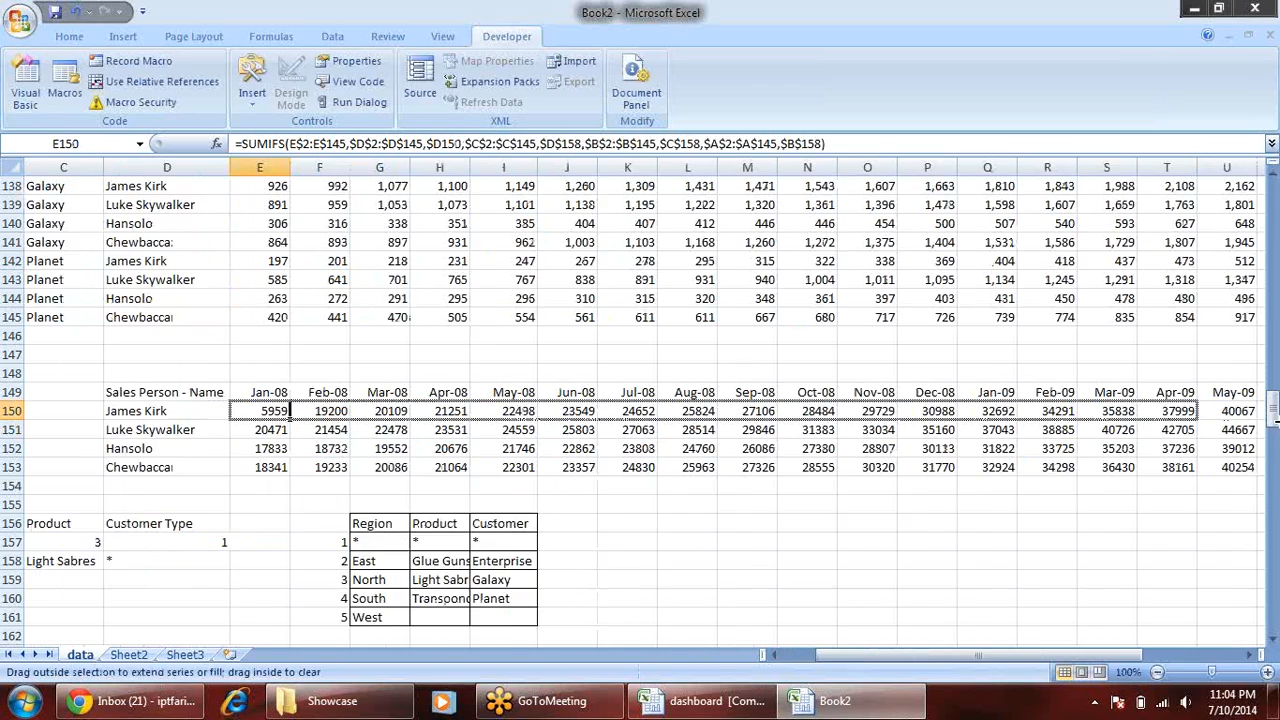 Book2 - Microsoft Excel
Home Insert Page Layout Formulas Data Review View Developer
Visual Basic Macros Record Macro Use Relative References Macro Security
Insert Design Mode Properties View Code Run Dialog
Source Map Properties Expansion Packs Refresh Data Import Export
Document Panel
Code Controls XML Modify
E150 fx =SUMIFS(E$2:E$145,$D$2:$D$145,$D150,$C$2:$C$145,$D$158,$B$2:$B$145,$C$158,$A$2:$A$145,$B$158)
C D E F G H I J K L M N O P Q R S T U
138 Galaxy James Kirk 926 992 1,077 1,100 1,149 1,260 1,309 1,431 1,471 1,543 1,607 1,663 1,810 1,843 1,988 2,108 2,162
139 Galaxy Luke Skywalker 891 959 1,053 1,073 1,101 1,138 1,195 1,222 1,320 1,361 1,396 1,473 1,598 1,607 1,659 1,763 1,801
140 Galaxy Hansolo 306 316 338 351 385 404 407 412 446 446 454 500 507 540 593 627 648
141 Galaxy Chewbacca 864 893 897 931 962 1,003 1,103 1,168 1,260 1,272 1,375 1,404 1,531 1,586 1,729 1,807 1,945
142 Planet James Kirk 197 201 218 231 247 267 278 295 315 322 338 369 404 418 437 473 512
143 Planet Luke Skywalker 585 641 701 765 767 838 891 931 940 1,004 1,011 1,095 1,134 1,245 1,291 1,318 1,347
144 Planet Hansolo 263 272 291 295 296 310 315 320 348 361 397 403 431 450 478 480 496
145 Planet Chewbacca 420 441 470 505 554 561 611 611 667 680 717 726 739 774 835 854 917
146
147
148
149 Sales Person - Name Jan-08 Feb-08 Mar-08 Apr-08 May-08 Jun-08 Jul-08 Aug-08 Sep-08 Oct-08 Nov-08 Dec-08 Jan-09 Feb-09 Mar-09 Apr-09 May-09
150 James Kirk 5959 19200 20109 21251 22498 23549 24652 25824 27106 28484 29729 30988 32692 34291 35838 37999 40067
151 Luke Skywalker 20471 21454 22478 23531 24559 25803 27063 28514 29846 31383 33034 35160 37043 38885 40726 42705 44667
152 Hansolo 17833 18732 19552 20676 21746 22862 23808 24760 26086 27380 28807 30113 31822 33725 35203 37236 39012
153 Chewbacca 18341 19233 20086 21064 22301 23357 24830 25963 27326 28555 30320 31770 32924 34298 36430 38161 40254
154
155
156 Product Customer Type Region Product Customer
157 3 1 1 * * *
158 Light Sabres * 2 East Glue Guns Enterprise
159 3 North Light Sabr Galaxy
160 4 South Transpond Planet
161 5 West
162
data Sheet2 Sheet3
Drag outside selection to extend series or fill; drag inside to clear 100%
Inbox (21) - iptfari... Showcase GoToMeeting dashboard [Com... Book2 11:04 PM
7/10/2014